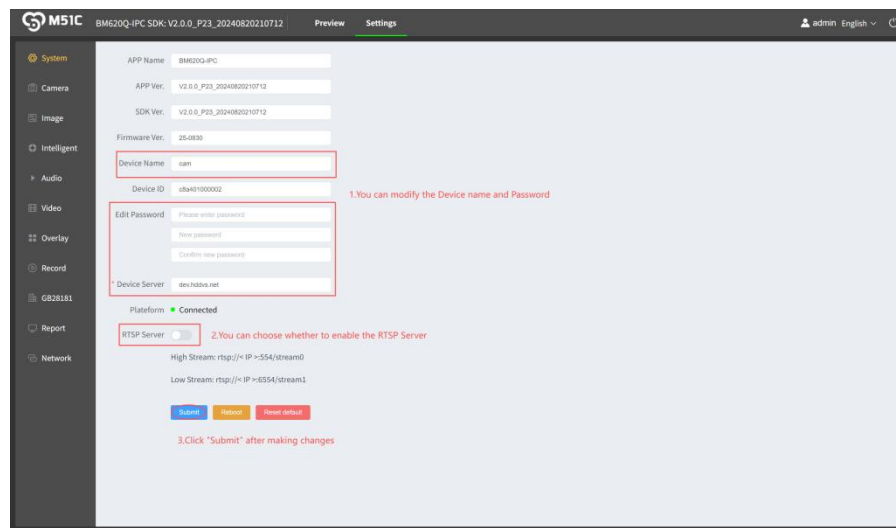 M51C BM620Q-IPC SDK: V2.0.0_P23_20240820210712 Preview Settings admin English
System
Camera
Image
Intelligent
Audio
Video
Overlay
Record
GB28181
Report
Network
APP Name BM620Q-IPC
APP Ver. V2.0.0_P23_20240820210712
SDK Ver. V2.0.0_P23_20240820210712
Firmware Ver. 25-0830
Device Name cam
Device ID c8a401000002
1.You can modify the Device name and Password
Edit Password Please enter password
New password
Confirm new password
* Device Server dev.hddvs.net
Plateform Connected
RTSP Server 2.You can choose whether to enable the RTSP Server
High Stream: rtsp://< IP >:554/stream0
Low Stream: rtsp://< IP >:6554/stream1
Submit Reboot Reset default
3.Click "Submit" after making changes